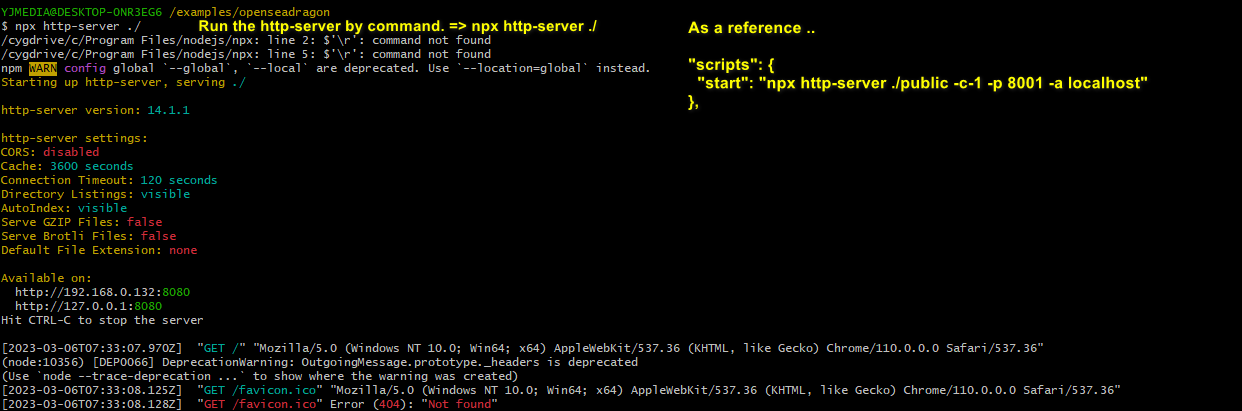 YJMEDIA@DESKTOP-ONR3EG6 /examples/openseadragon
$ npx http-server ./
Run the http-server by command. => npx http-server ./
/cygdrive/c/Program Files/nodejs/npx: line 2: $'\r': command not found
/cygdrive/c/Program Files/nodejs/npx: line 5: $'\r': command not found
npm WARN config global `--global`, `--local` are deprecated. Use `--location=global` instead.
Starting up http-server, serving ./
http-server version: 14.1.1
http-server settings:
CORS: disabled
Cache: 3600 seconds
Connection Timeout: 120 seconds
Directory Listings: visible
AutoIndex: visible
Serve GZIP Files: false
Serve Brotli Files: false
Default File Extension: none
Available on:
http://192.168.0.132:8080
http://127.0.0.1:8080
Hit CTRL-C to stop the server
[2023-03-06T07:33:07.970Z] "GET /" "Mozilla/5.0 (Windows NT 10.0; Win64; x64) AppleWebKit/537.36 (KHTML, like Gecko) Chrome/110.0.0.0 Safari/537.36"
(node:10356) [DEP0066] DeprecationWarning: OutgoingMessage.prototype._headers is deprecated
(Use `node --trace-deprecation ...` to show where the warning was created)
[2023-03-06T07:33:08.125Z] "GET /favicon.ico" "Mozilla/5.0 (Windows NT 10.0; Win64; x64) AppleWebKit/537.36 (KHTML, like Gecko) Chrome/110.0.0.0 Safari/537.36"
[2023-03-06T07:33:08.128Z] "GET /favicon.ico" Error (404): "Not found"
As a reference ..
"scripts": {
"start": "npx http-server ./public -c-1 -p 8001 -a localhost"
},